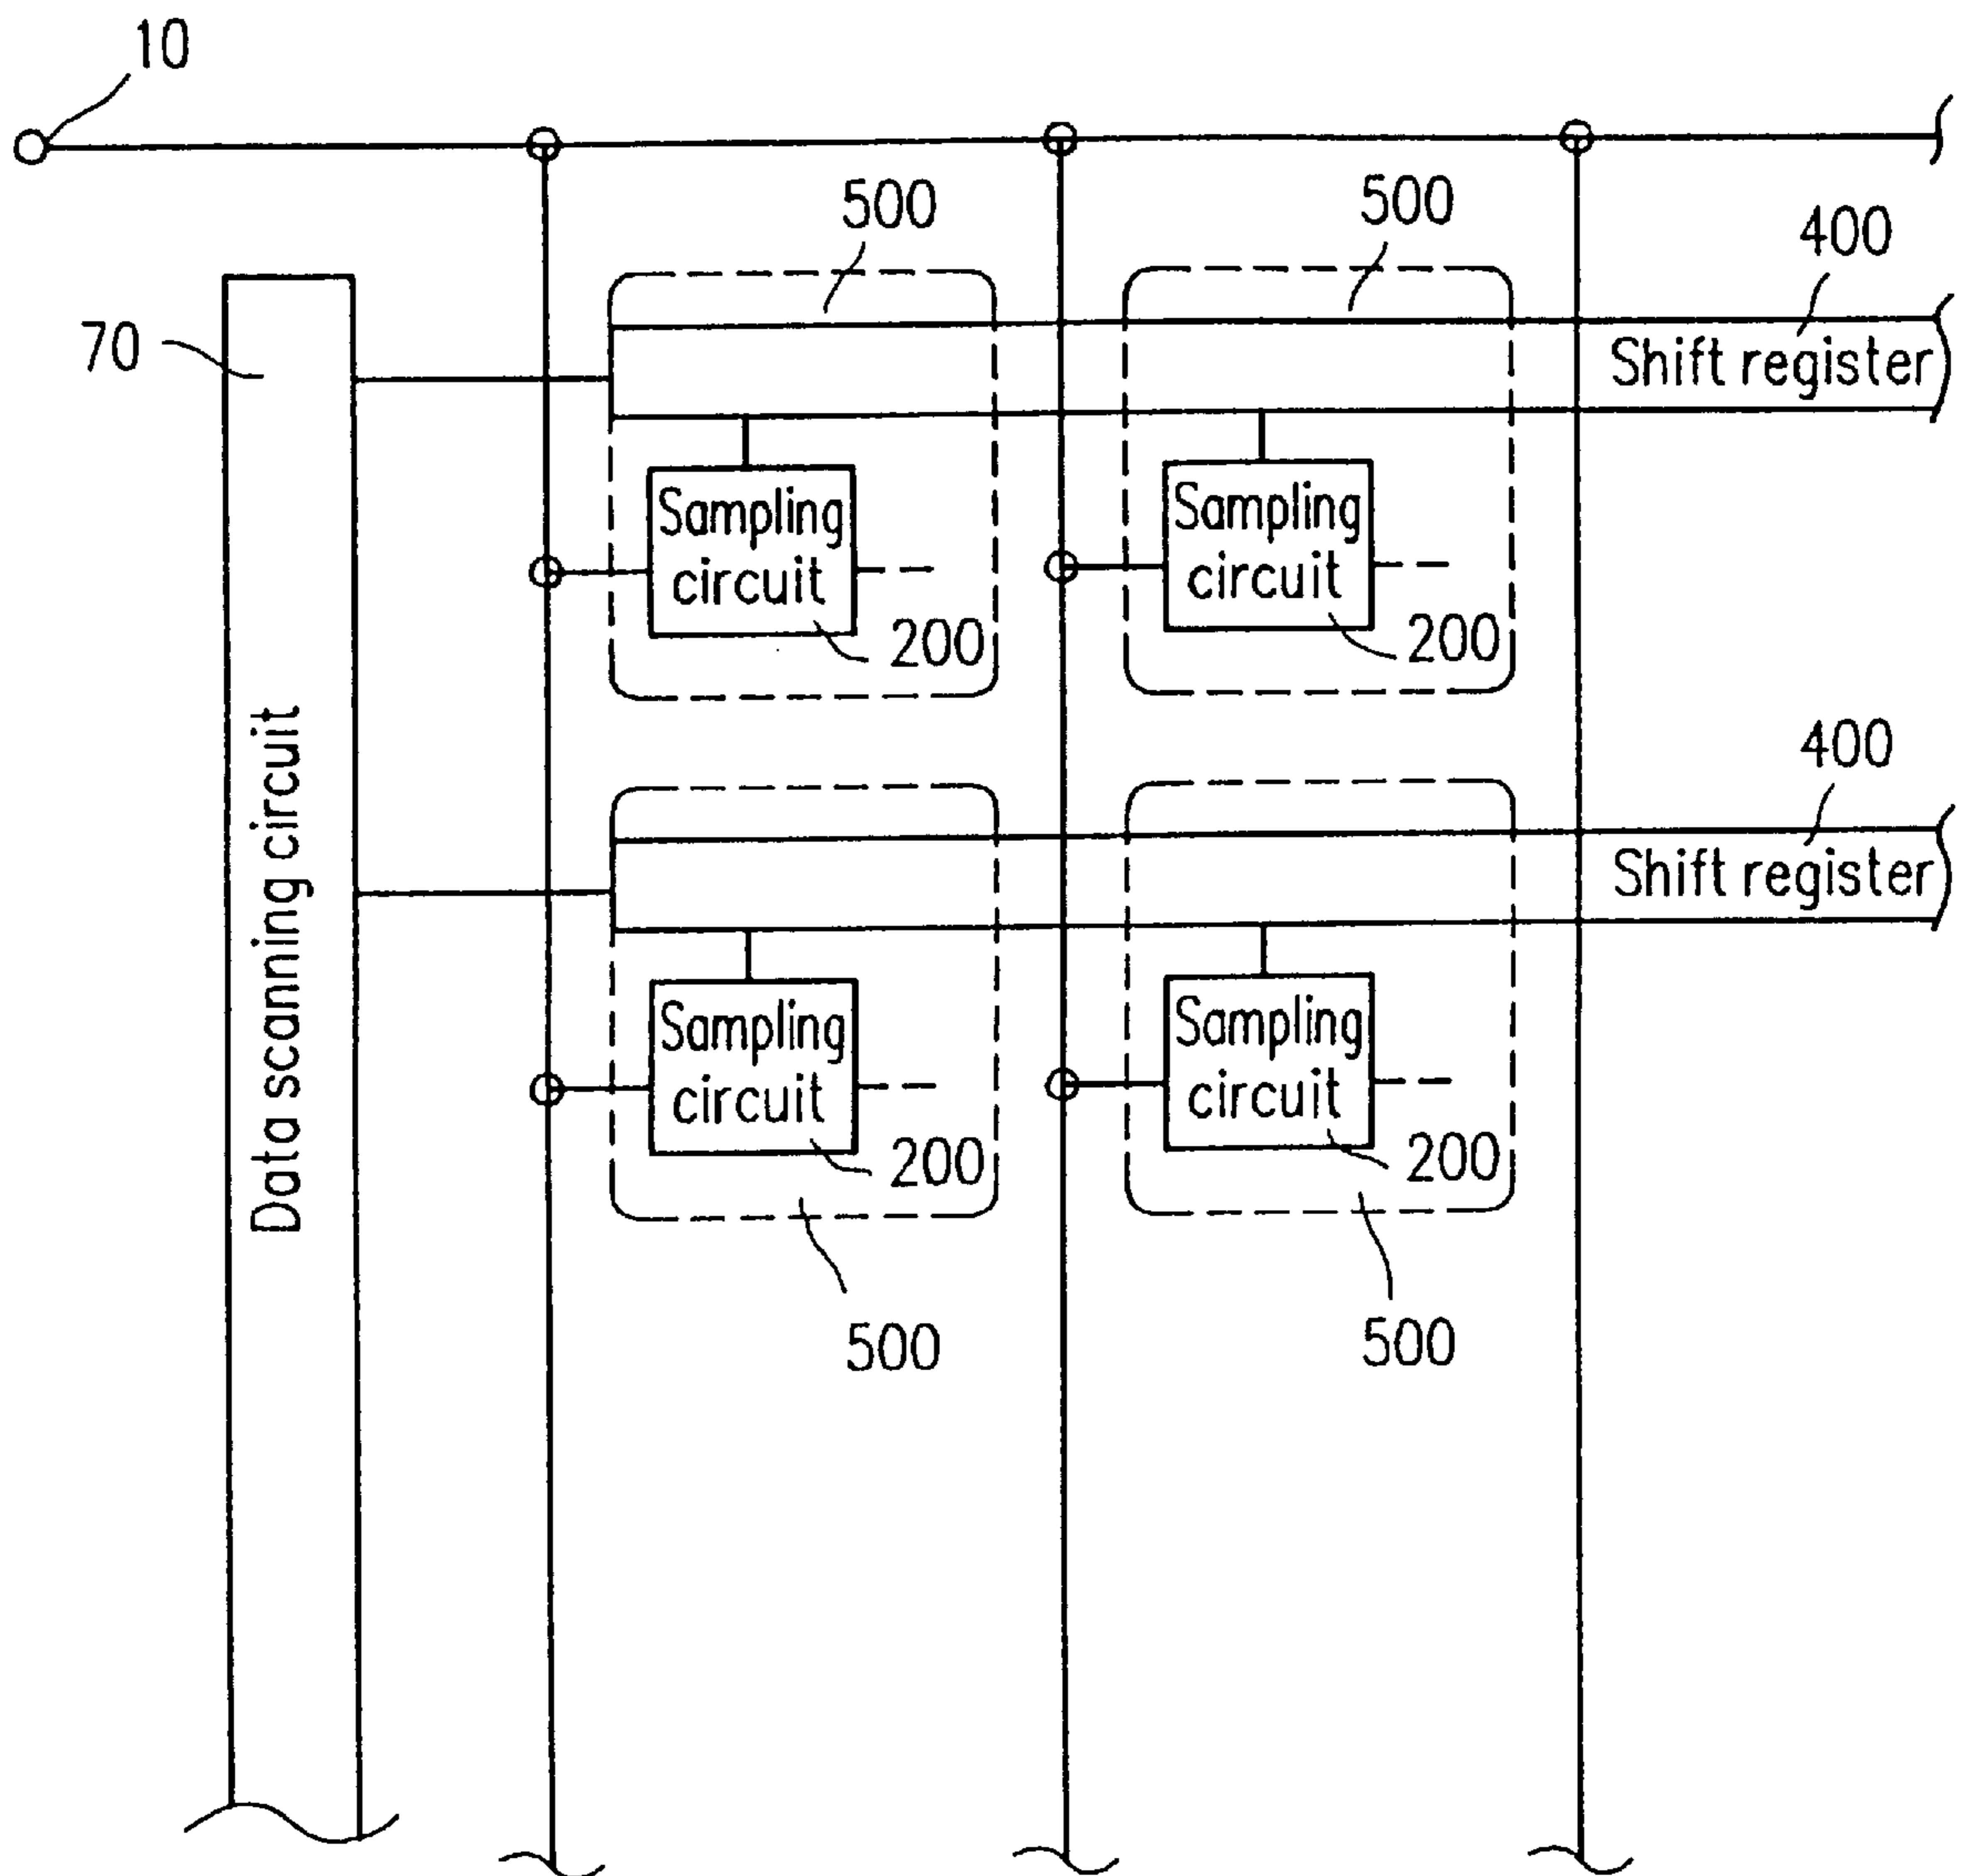 10
500
500
400
70
Shift register
Sampling
circuit
200
Sampling
circuit
200
Data scanning circuit
400
Shift register
Sampling
circuit
200
Sampling
circuit
200
500
500